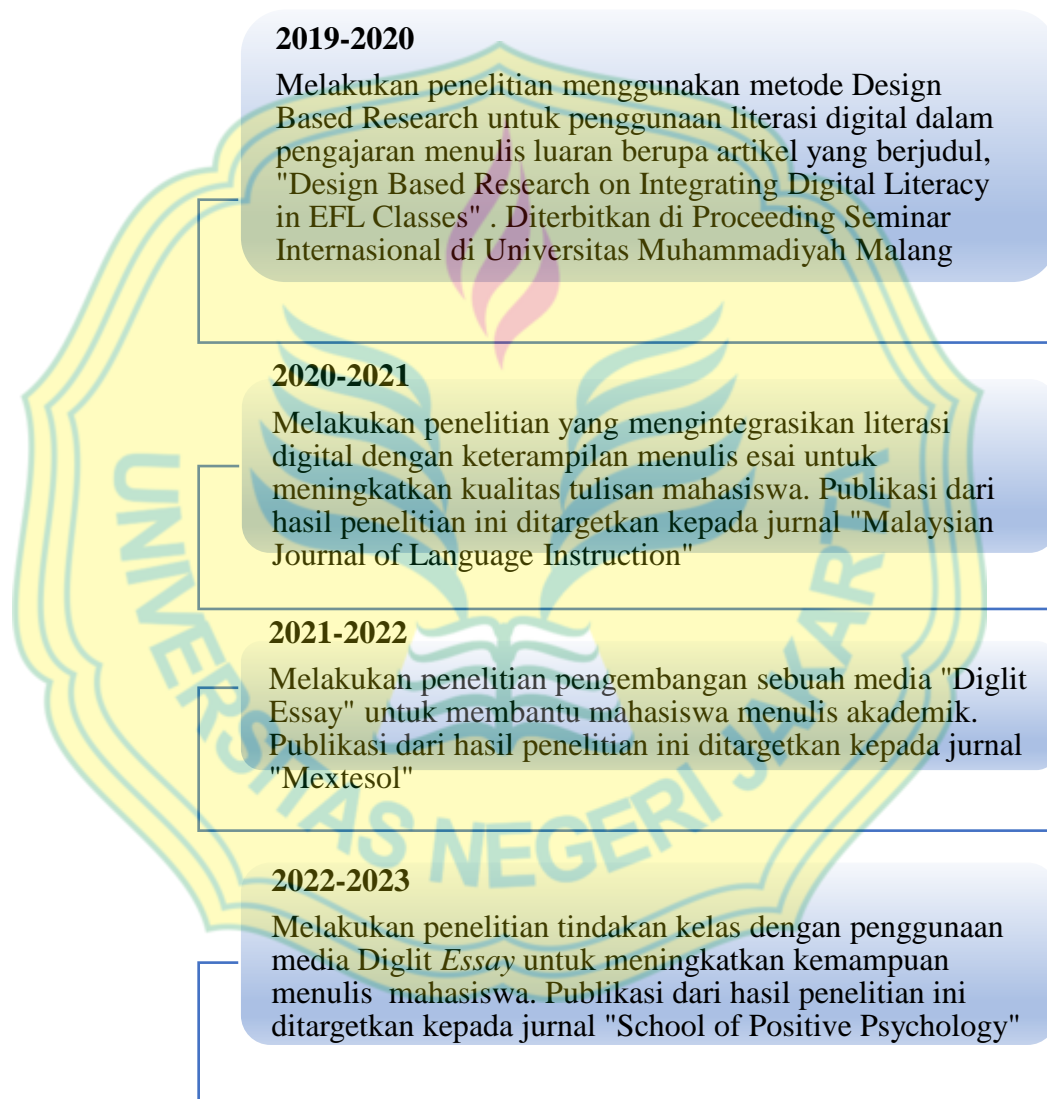 2019-2020
Melakukan penelitian menggunakan metode Design
Based Research untuk penggunaan literasi digital dalam
pengajaran menulis luaran berupa artikel yang berjudul,
"Design Based Research on Integrating Digital Literacy
in EFL Classes" . Diterbitkan di Proceeding Seminar
Internasional di Universitas Muhammadiyah Malang
2020-2021
Melakukan penelitian yang mengintegrasikan literasi
digital dengan keterampilan menulis esai untuk
meningkatkan kualitas tulisan mahasiswa. Publikasi dari
hasil penelitian ini ditargetkan kepada jurnal "Malaysian
Journal of Language Instruction"
2021-2022
Melakukan penelitian pengembangan sebuah media "Diglit
Essay" untuk membantu mahasiswa menulis akademik.
Publikasi dari hasil penelitian ini ditargetkan kepada jurnal
"Mextesol"
2022-2023
Melakukan penelitian tindakan kelas dengan penggunaan
media Diglit Essay untuk meningkatkan kemampuan
menulis mahasiswa. Publikasi dari hasil penelitian ini
ditargetkan kepada jurnal "School of Positive Psychology"
UNIVERSITAS NEGERI JAKARTA